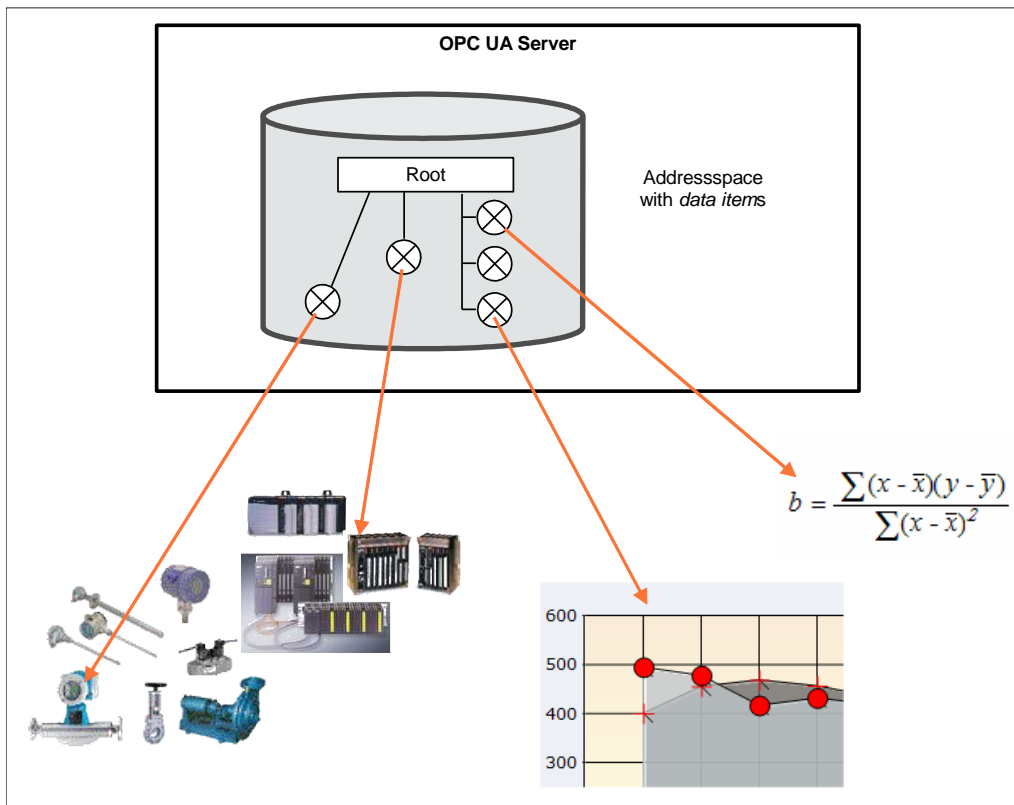 OPC UA Server
Root
Addressspace
with data items
b = ∑(x - x̅)(y - y̅) / ∑(x - x̅)²
600
500
400
300